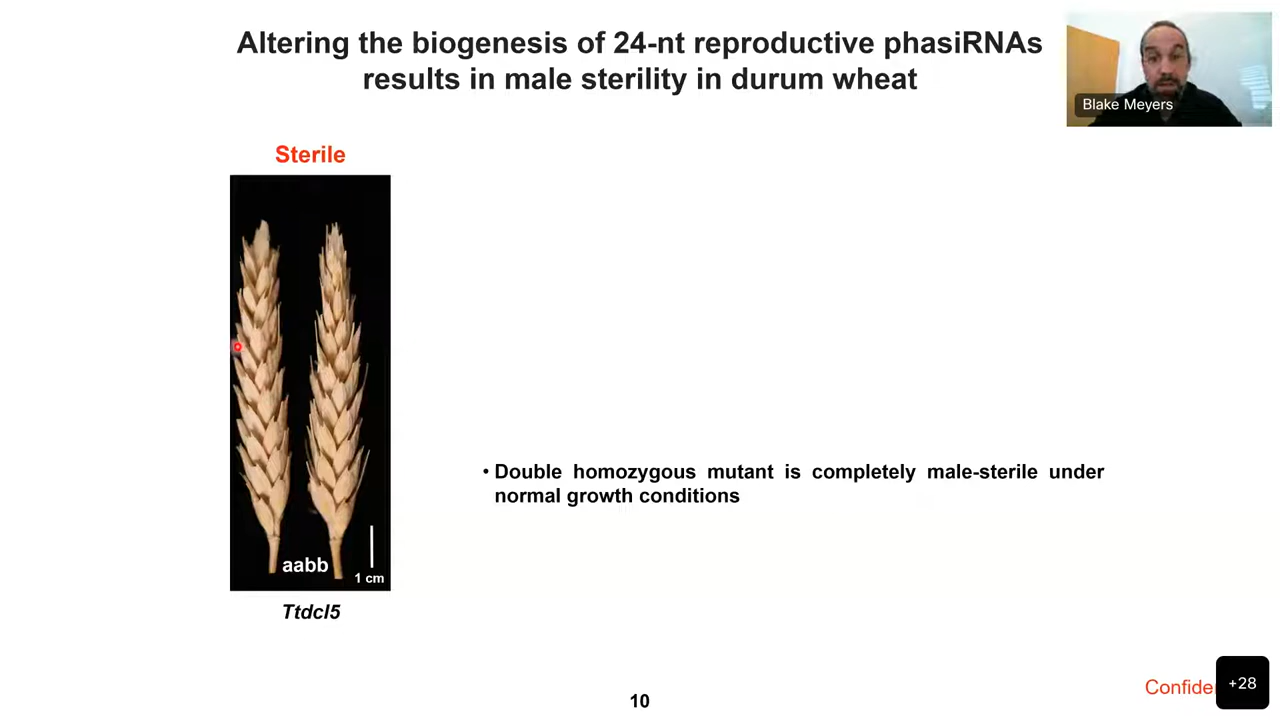 Altering the biogenesis of 24-nt reproductive phasiRNAs
results in male sterility in durum wheat
Blake Meyers
Sterile
• Double homozygous mutant is completely male-sterile under
normal growth conditions
aabb
1 cm
Ttdcl5
10
Confide
+28